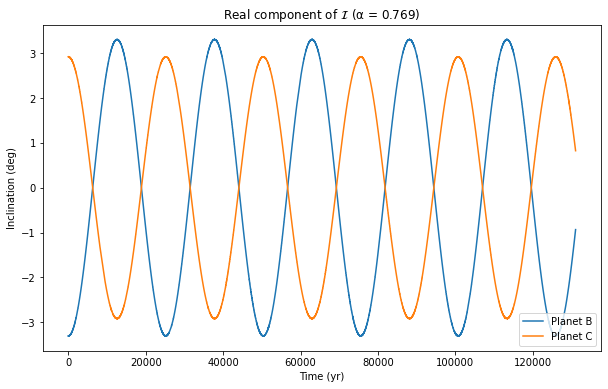 Real component of ℐ (α = 0.769)
Inclination (deg)
3
2
1
0
−1
−2
−3
0
20000
40000
60000
80000
100000
120000
Time (yr)
Planet B
Planet C